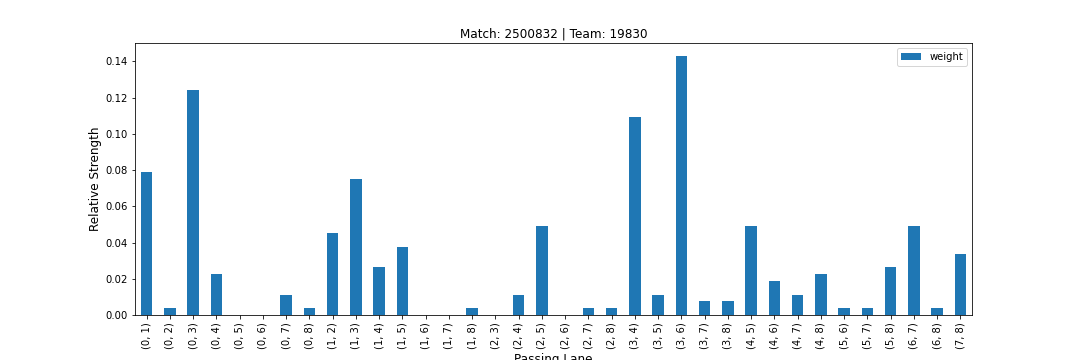 Match: 2500832 | Team: 19830
weight
Relative Strength
0.14
0.12
0.10
0.08
0.06
0.04
0.02
0.00
(0, 1) (0, 2) (0, 3) (0, 4) (0, 5) (0, 6) (0, 7) (0, 8) (1, 2) (1, 3) (1, 4) (1, 5) (1, 6) (1, 7) (1, 8) (2, 3) (2, 4) (2, 5) (2, 6) (2, 7) (2, 8) (3, 4) (3, 5) (3, 6) (3, 7) (3, 8) (4, 5) (4, 6) (4, 7) (4, 8) (5, 6) (5, 7) (5, 8) (6, 7) (6, 8) (7, 8)
Passing Lane